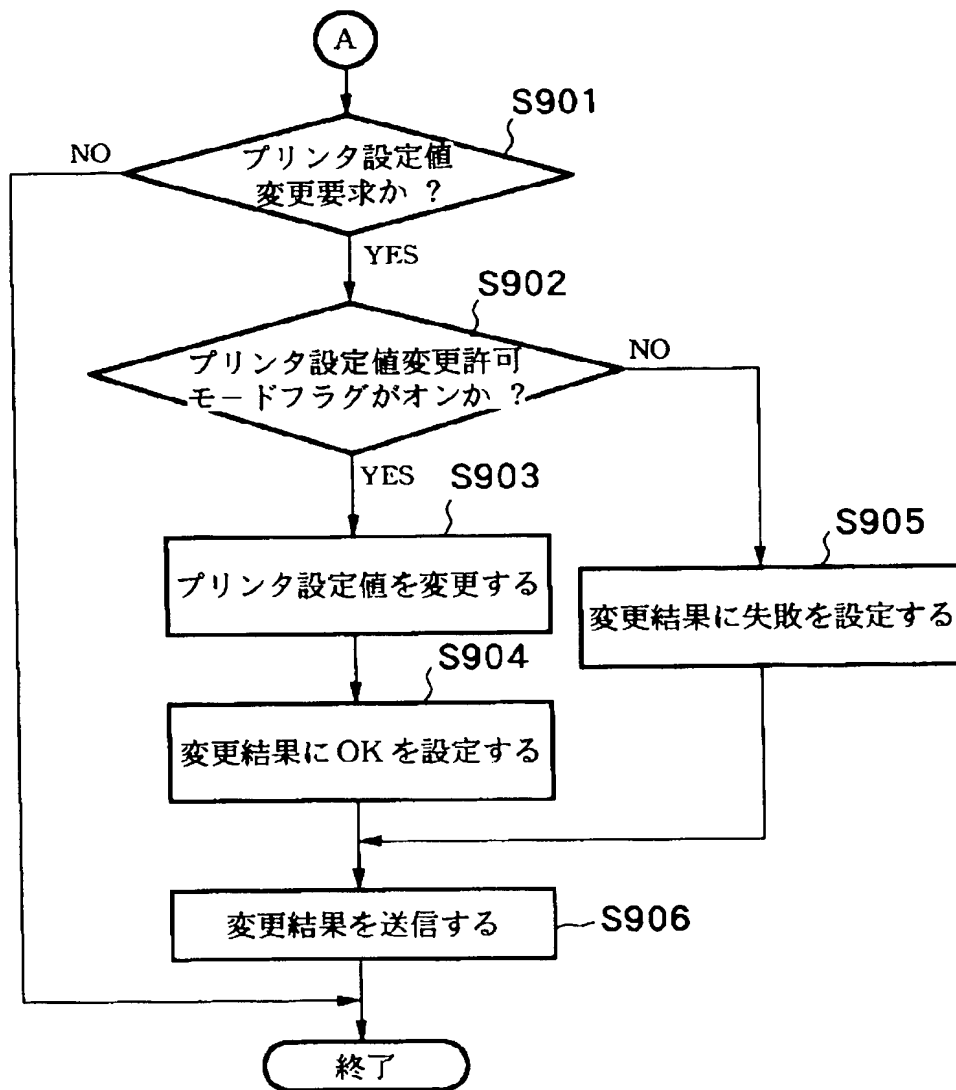 A
S901
NO
プリンタ設定値
変更要求か ?
YES
S902
NO
プリンタ設定値変更許可
モードフラグがオンか ?
YES
S903
S905
プリンタ設定値を変更する
変更結果に失敗を設定する
S904
変更結果に OK を設定する
変更結果を送信する
S906
終了